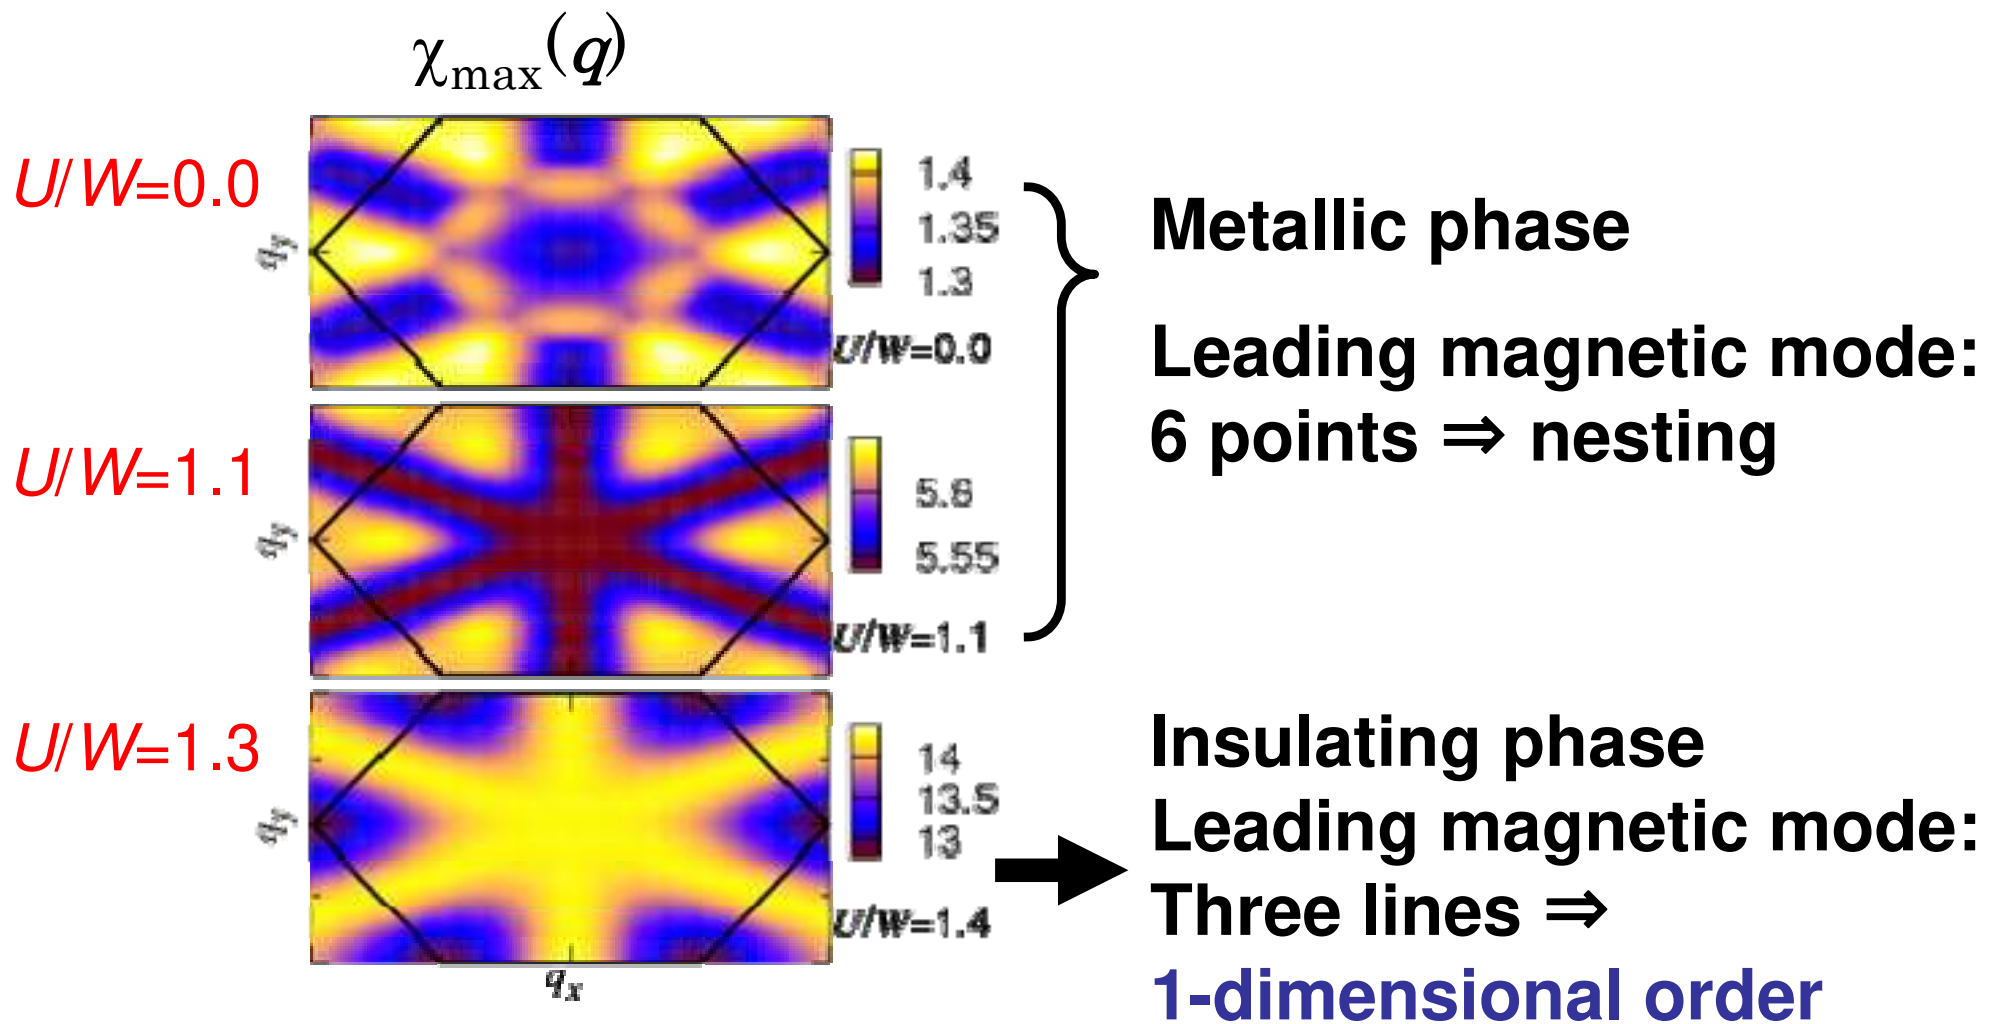 χmax(q)
U/W=0.0
qy
1.4
1.35
1.3
U/W=0.0
Metallic phase
Leading magnetic mode:
6 points ⇒ nesting
U/W=1.1
qy
5.6
5.55
U/W=1.1
U/W=1.3
qy
14
13.5
13
U/W=1.4
qx
Insulating phase
Leading magnetic mode:
Three lines ⇒
1-dimensional order